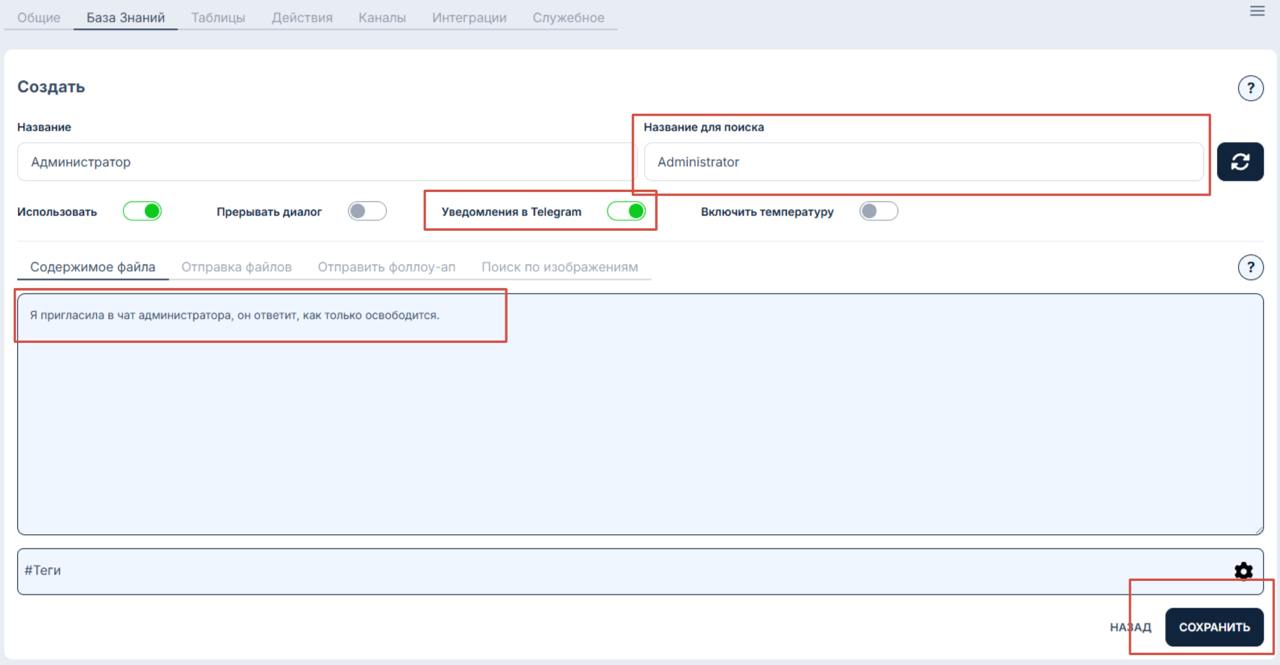 Общие База Знаний Таблицы Действия Каналы Интеграции Служебное
Создать
?
Название Название для поиска
Администратор Administrator
Использовать Прерывать диалог Уведомления в Telegram Включить температуру
Содержимое файла Отправка файлов Отправить фоллоу-ап Поиск по изображениям
?
Я пригласила в чат администратора, он ответит, как только освободится.
#Теги
НАЗАД СОХРАНИТЬ